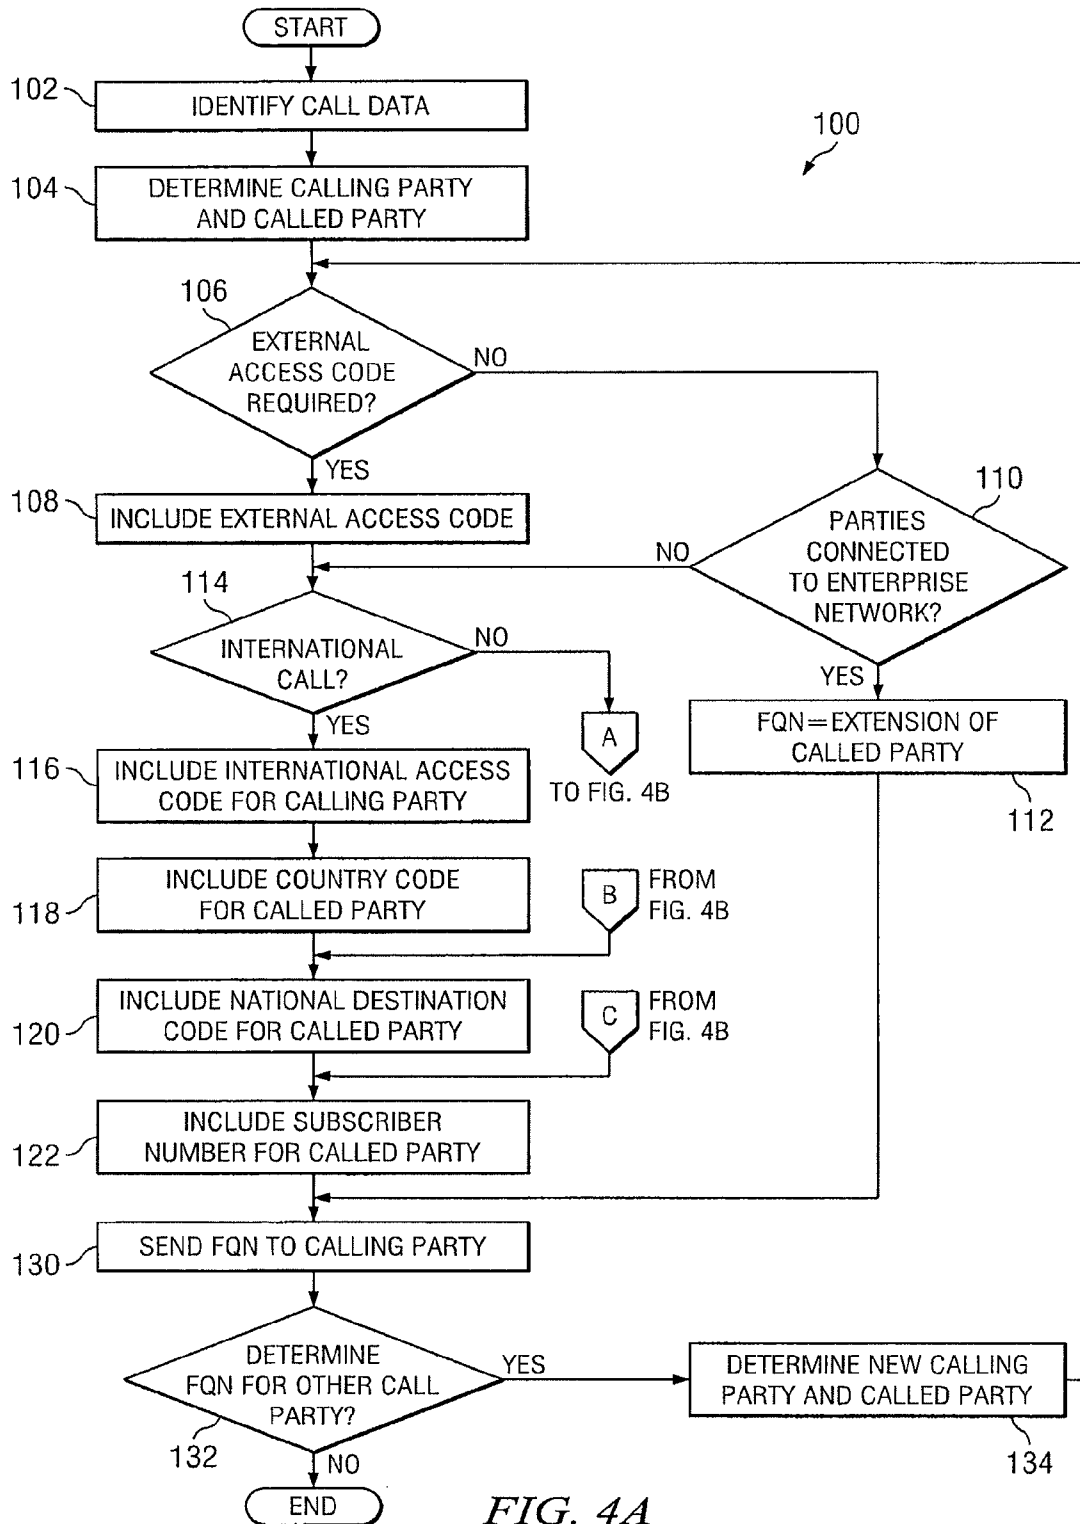 START
102
IDENTIFY CALL DATA
100
104
DETERMINE CALLING PARTY
AND CALLED PARTY
106
EXTERNAL
ACCESS CODE
REQUIRED?
NO
YES
108
INCLUDE EXTERNAL ACCESS CODE
110
PARTIES
CONNECTED
TO ENTERPRISE
NETWORK?
NO
YES
114
INTERNATIONAL
CALL?
NO
YES
A
TO FIG. 4B
FQN=EXTENSION OF
CALLED PARTY
112
116
INCLUDE INTERNATIONAL ACCESS
CODE FOR CALLING PARTY
118
INCLUDE COUNTRY CODE
FOR CALLED PARTY
B
FROM
FIG. 4B
120
INCLUDE NATIONAL DESTINATION
CODE FOR CALLED PARTY
C
FROM
FIG. 4B
122
INCLUDE SUBSCRIBER
NUMBER FOR CALLED PARTY
130
SEND FQN TO CALLING PARTY
DETERMINE
FQN FOR OTHER CALL
PARTY?
132
YES
DETERMINE NEW CALLING
PARTY AND CALLED PARTY
134
NO
END
FIG. 4A